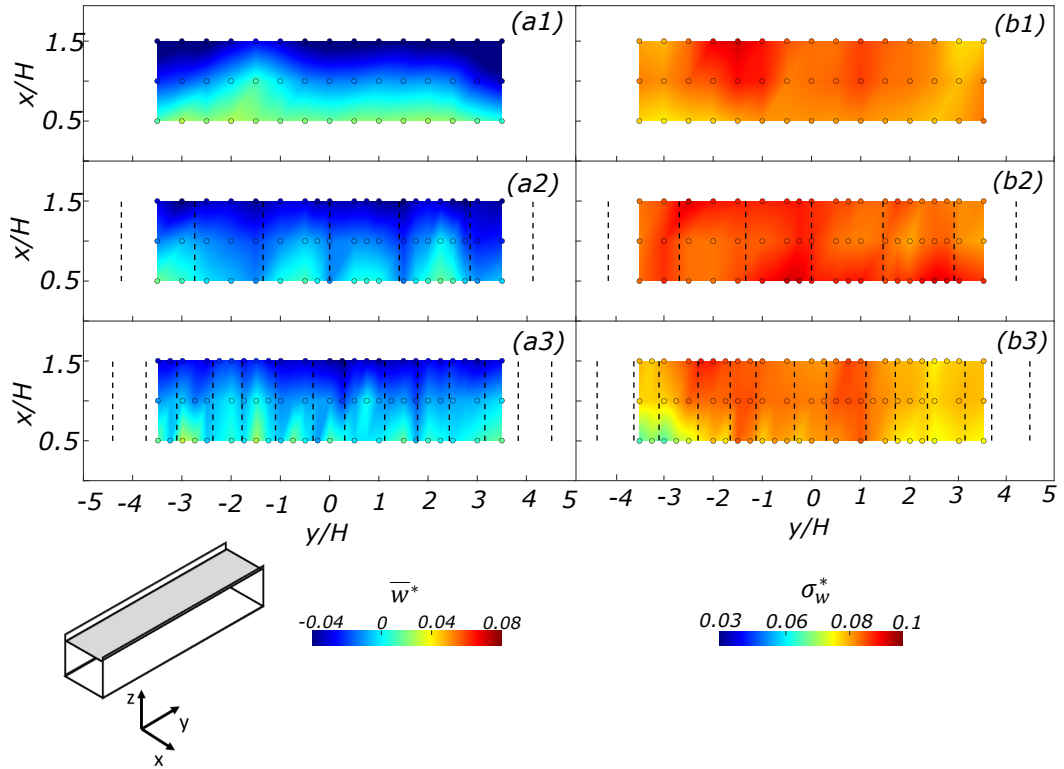 (a1) (b1)
1.5
x/H
0.5
(a2) (b2)
1.5
x/H
0.5
(a3) (b3)
1.5
x/H
0.5
-5 -4 -3 -2 -1 0 1 2 3 4 5 -4 -3 -2 -1 0 1 2 3 4 5
y/H y/H
w̅* σ*w
-0.04 0 0.04 0.08 0.03 0.06 0.08 0.1
z
y
x